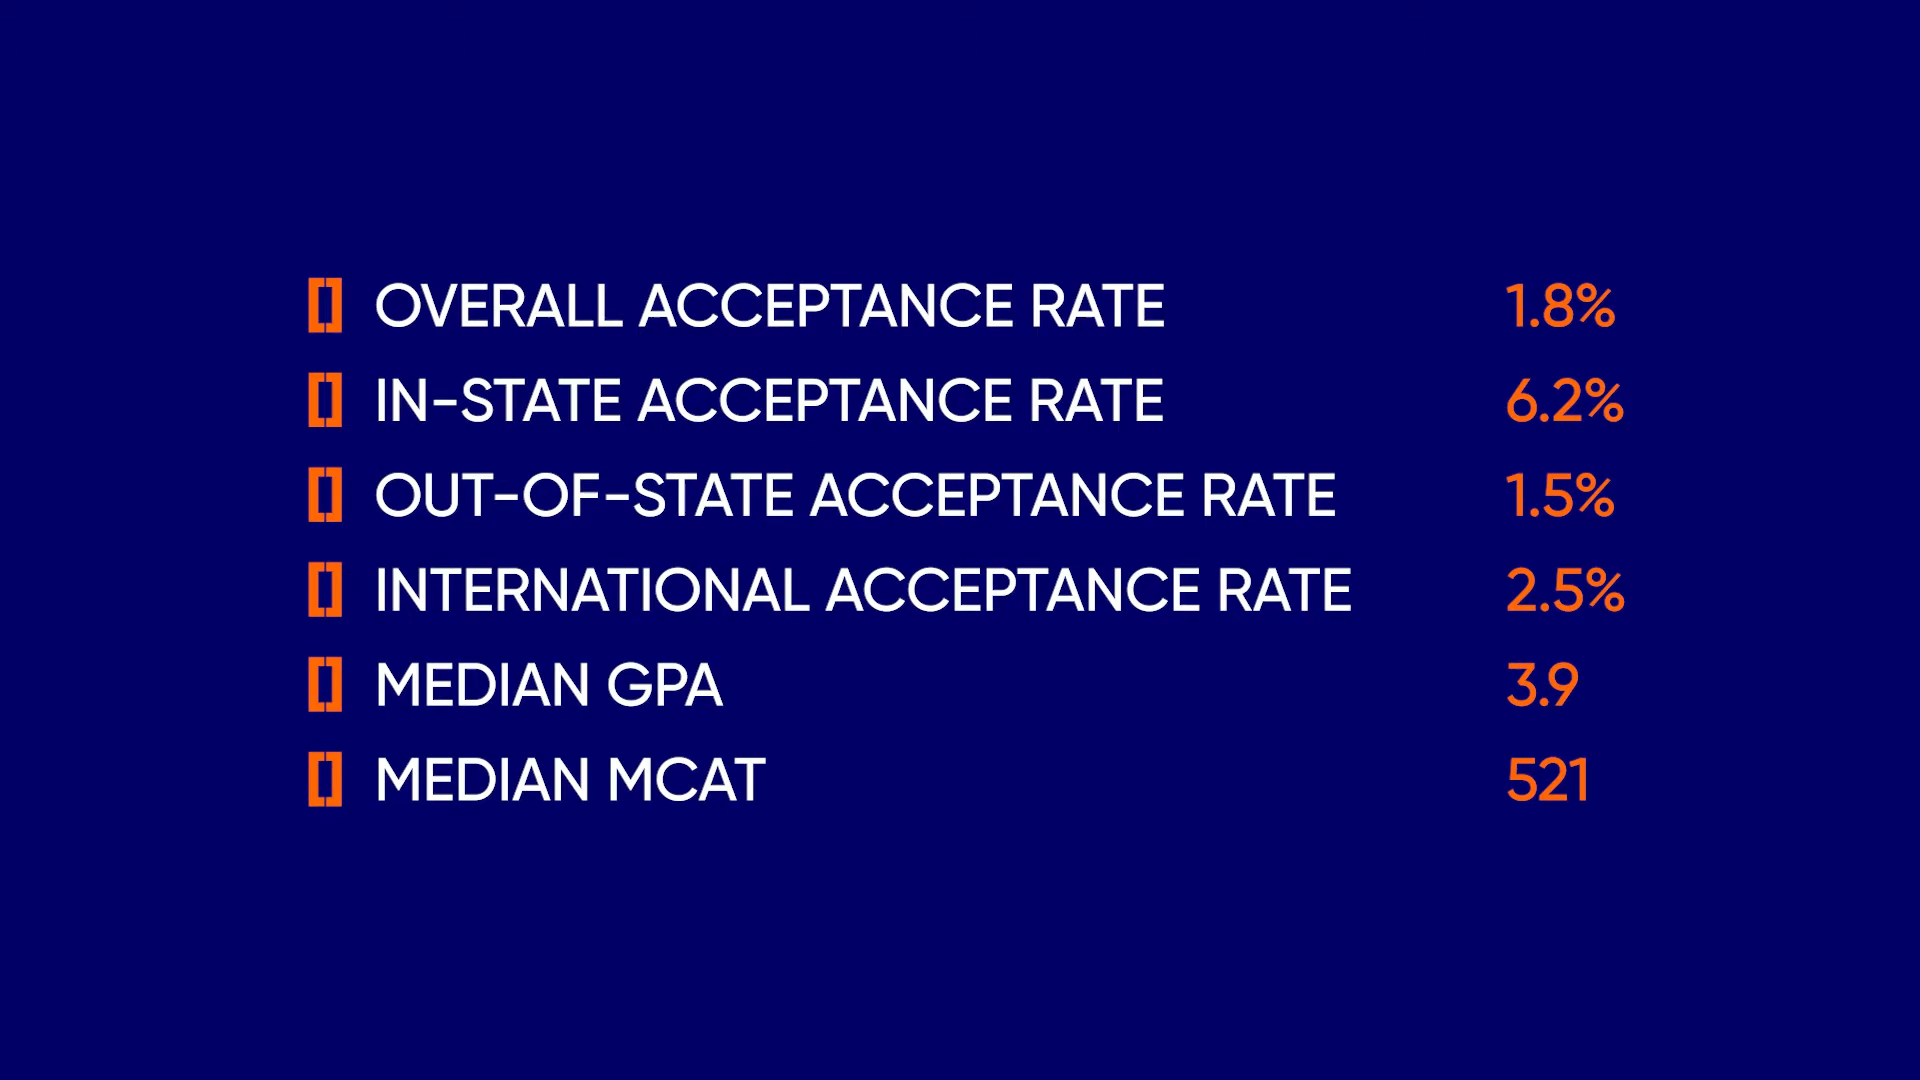 OVERALL ACCEPTANCE RATE 1.8%
IN-STATE ACCEPTANCE RATE 6.2%
OUT-OF-STATE ACCEPTANCE RATE 1.5%
INTERNATIONAL ACCEPTANCE RATE 2.5%
MEDIAN GPA 3.9
MEDIAN MCAT 521